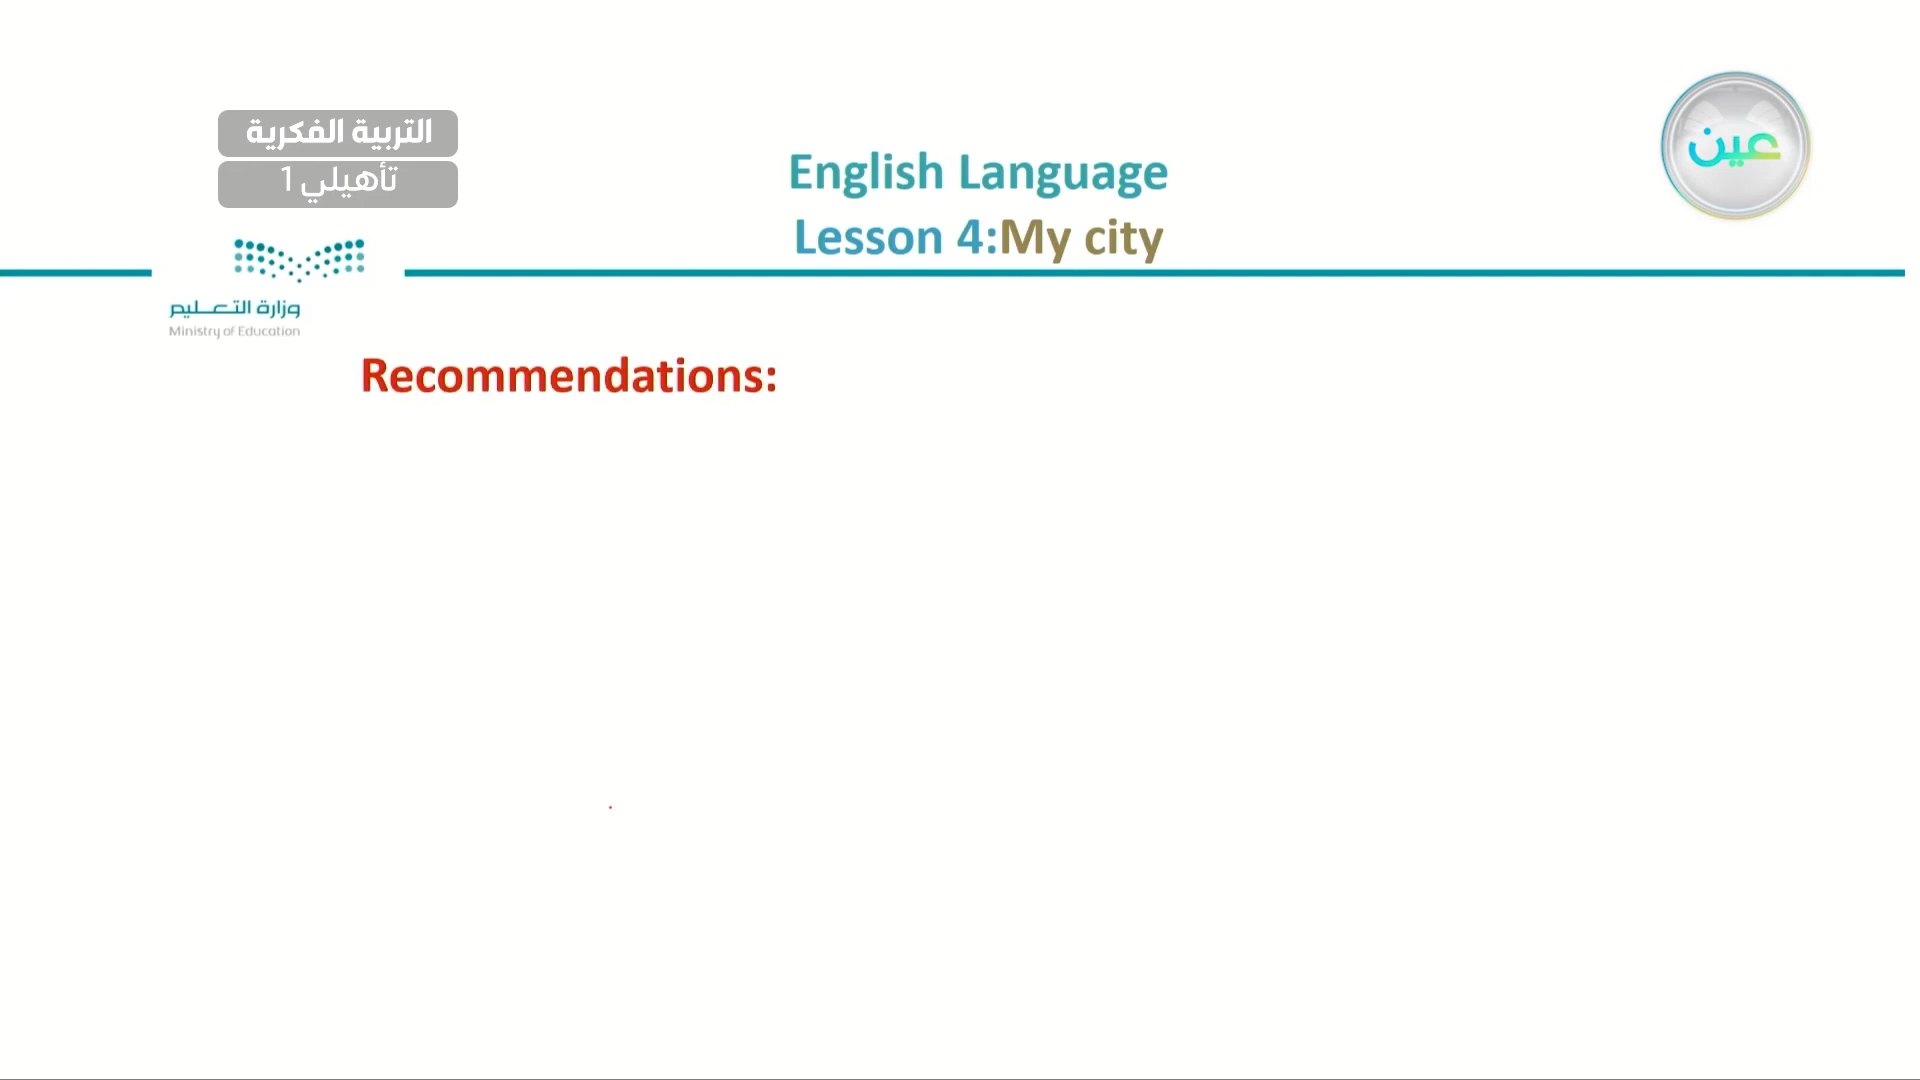 التربية الفكرية
تأهيلي 1
عين
English Language
Lesson 4:My city
وزارة التعليم
Ministry of Education
Recommendations: